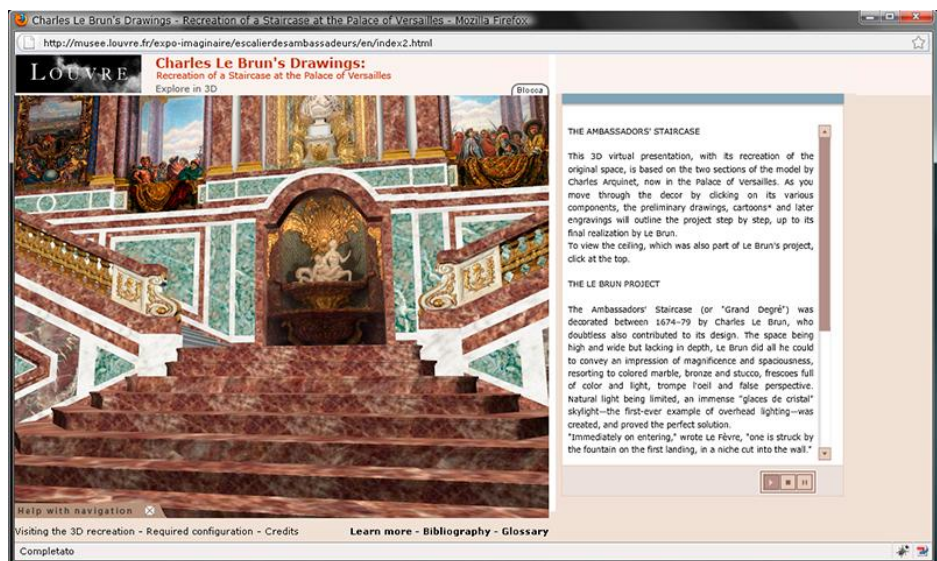 Charles Le Brun's Drawings - Recreation of a Staircase at the Palace of Versailles - Mozilla Firefox
http://musee.louvre.fr/expo-imaginaire/escalierdesambassadeurs/en/index2.html
LOUVRE
Charles Le Brun's Drawings:
Recreation of a Staircase at the Palace of Versailles
Explore in 3D
Blocca
THE AMBASSADORS' STAIRCASE
This 3D virtual presentation, with its recreation of the
original space, is based on the two sections of the model by
Charles Arquinet, now in the Palace of Versailles. As you
move through the decor by clicking on its various
components, the preliminary drawings, cartoons* and later
engravings will outline the project step by step, up to its
final realization by Le Brun.
To view the ceiling, which was also part of Le Brun's project,
click at the top.
THE LE BRUN PROJECT
The Ambassadors' Staircase (or "Grand Degré") was
decorated between 1674–79 by Charles Le Brun, who
doubtless also contributed to its design. The space being
high and wide but lacking in depth, Le Brun did all he could
to convey an impression of magnificence and spaciousness,
resorting to colored marble, bronze and stucco, frescoes full
of color and light, trompe l'oeil and false perspective.
Natural light being limited, an immense "glaces de cristal"
skylight—the first-ever example of overhead lighting—was
created, and proved the perfect solution.
"Immediately on entering," wrote Le Fèvre, "one is struck by
the fountain on the first landing, in a niche cut into the wall."
Help with navigation
Visiting the 3D recreation - Required configuration - Credits
Learn more - Bibliography - Glossary
Completato